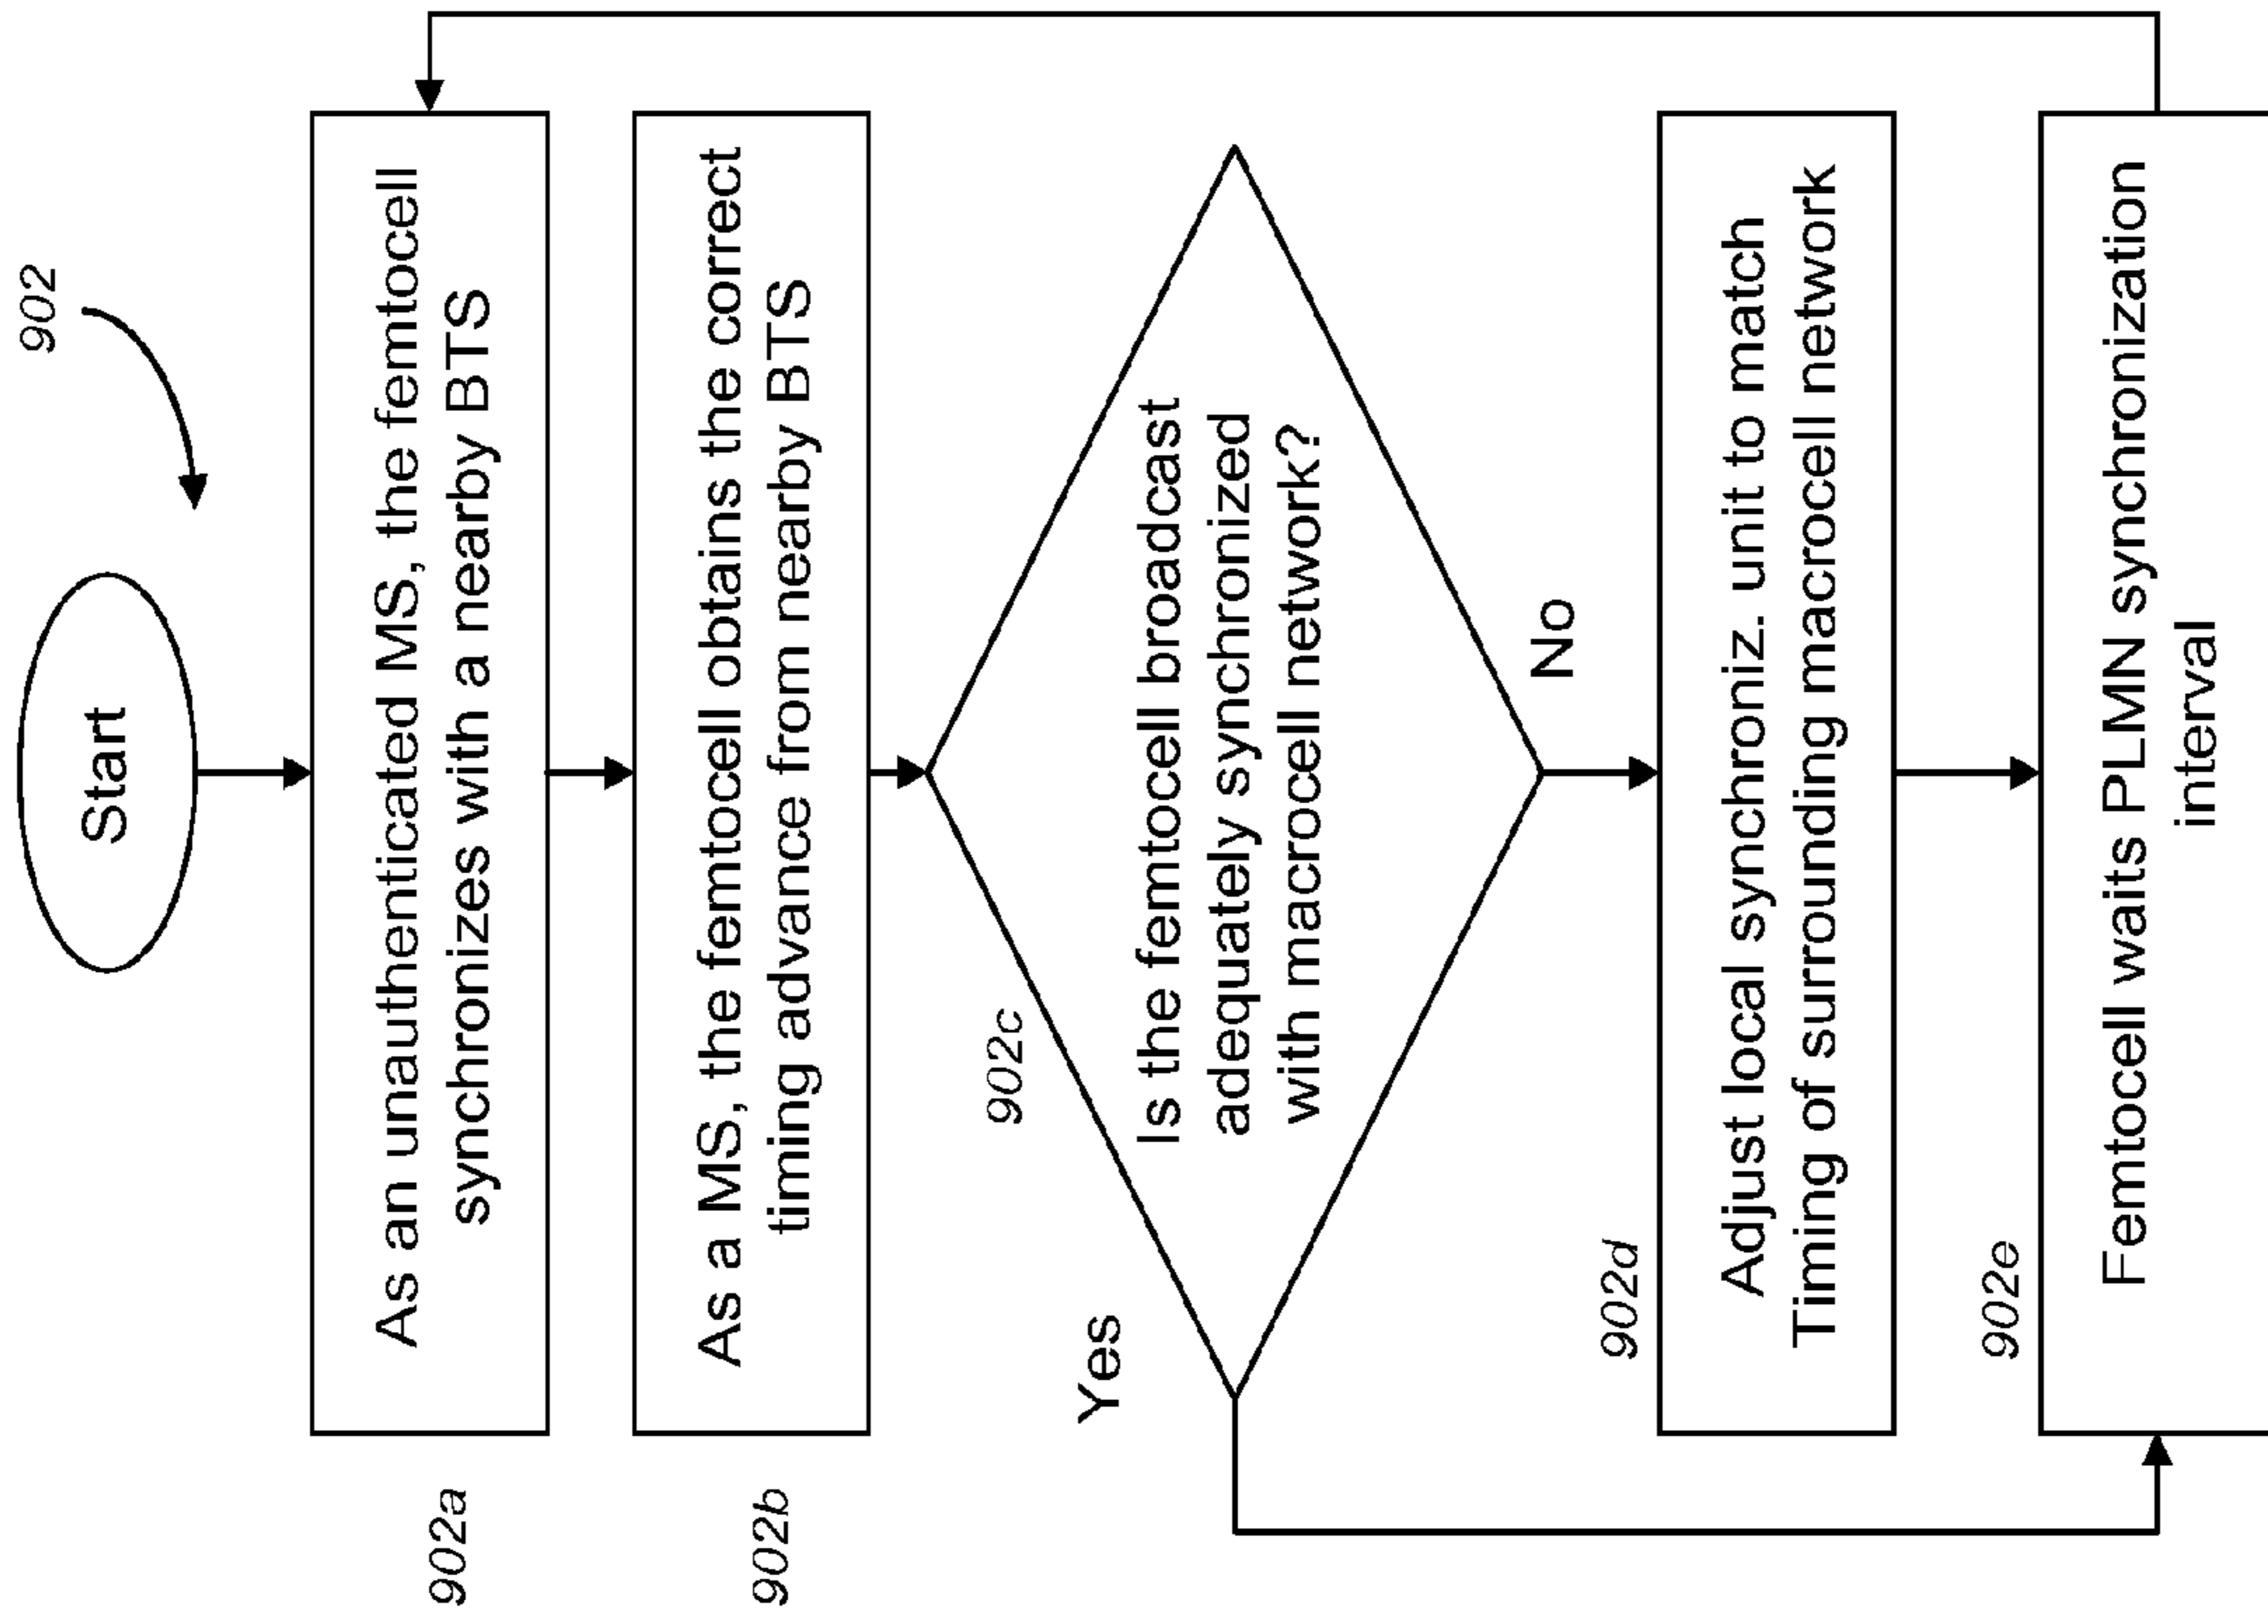 902
Start
902a
As an unauthenticated MS, the femtocell
synchronizes with a nearby BTS
902b
As a MS, the femtocell obtains the correct
timing advance from nearby BTS
902c
Yes
Is the femtocell broadcast
adequately synchronized
with macrocell network?
No
902d
Adjust local synchroniz. unit to match
Timing of surrounding macrocell network
902e
Femtocell waits PLMN synchronization
interval